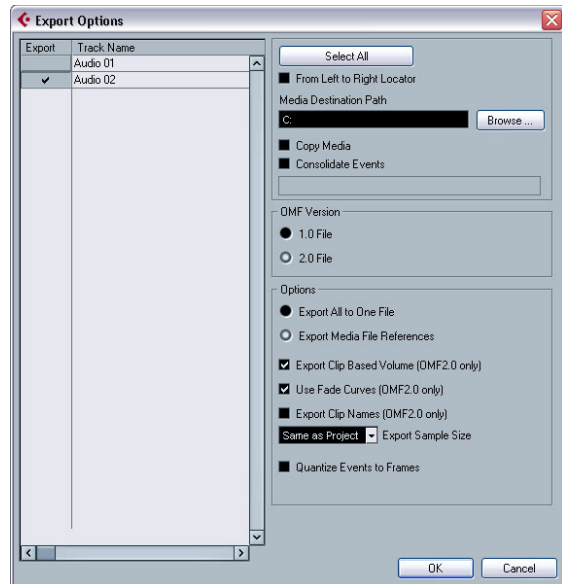 Export Options
Export Track Name
Audio 01
Audio 02
Select All
From Left to Right Locator
Media Destination Path
C:
Browse ...
Copy Media
Consolidate Events
OMF Version
1.0 File
2.0 File
Options
Export All to One File
Export Media File References
Export Clip Based Volume (OMF2.0 only)
Use Fade Curves (OMF2.0 only)
Export Clip Names (OMF2.0 only)
Same as Project Export Sample Size
Quantize Events to Frames
OK Cancel